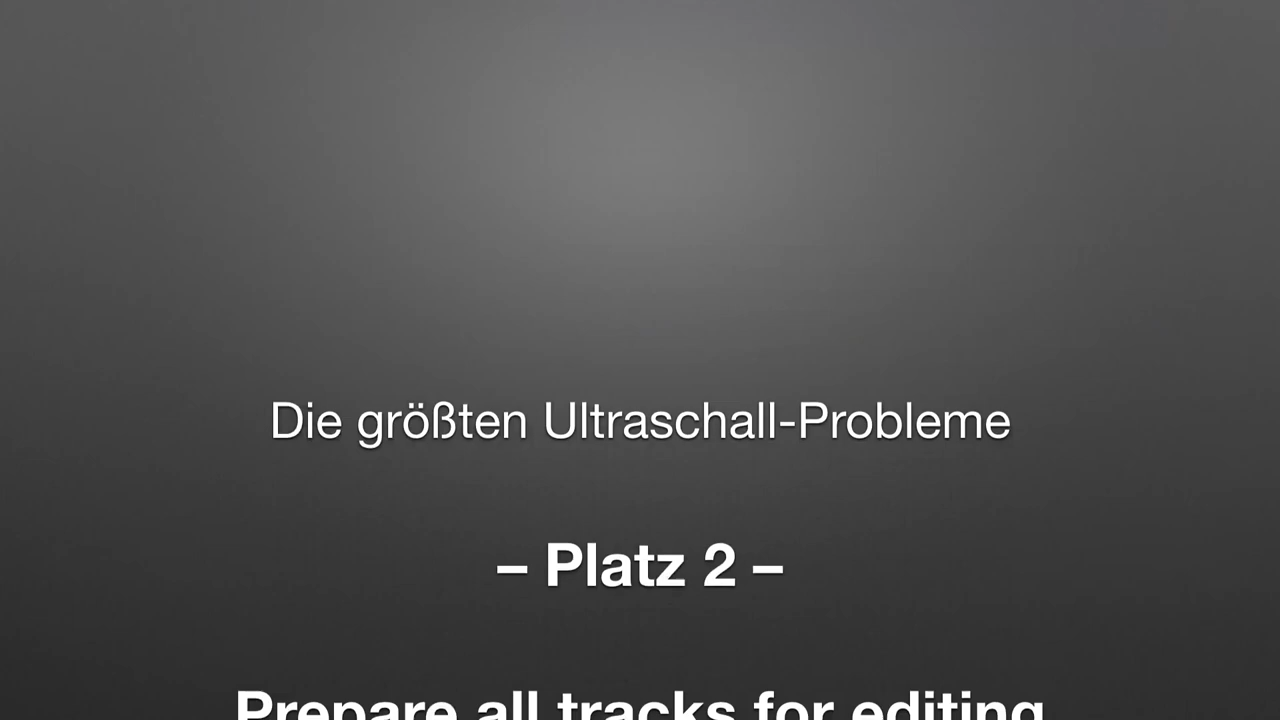 Die größten Ultraschall-Probleme
– Platz 2 –
Prepare all tracks for editing